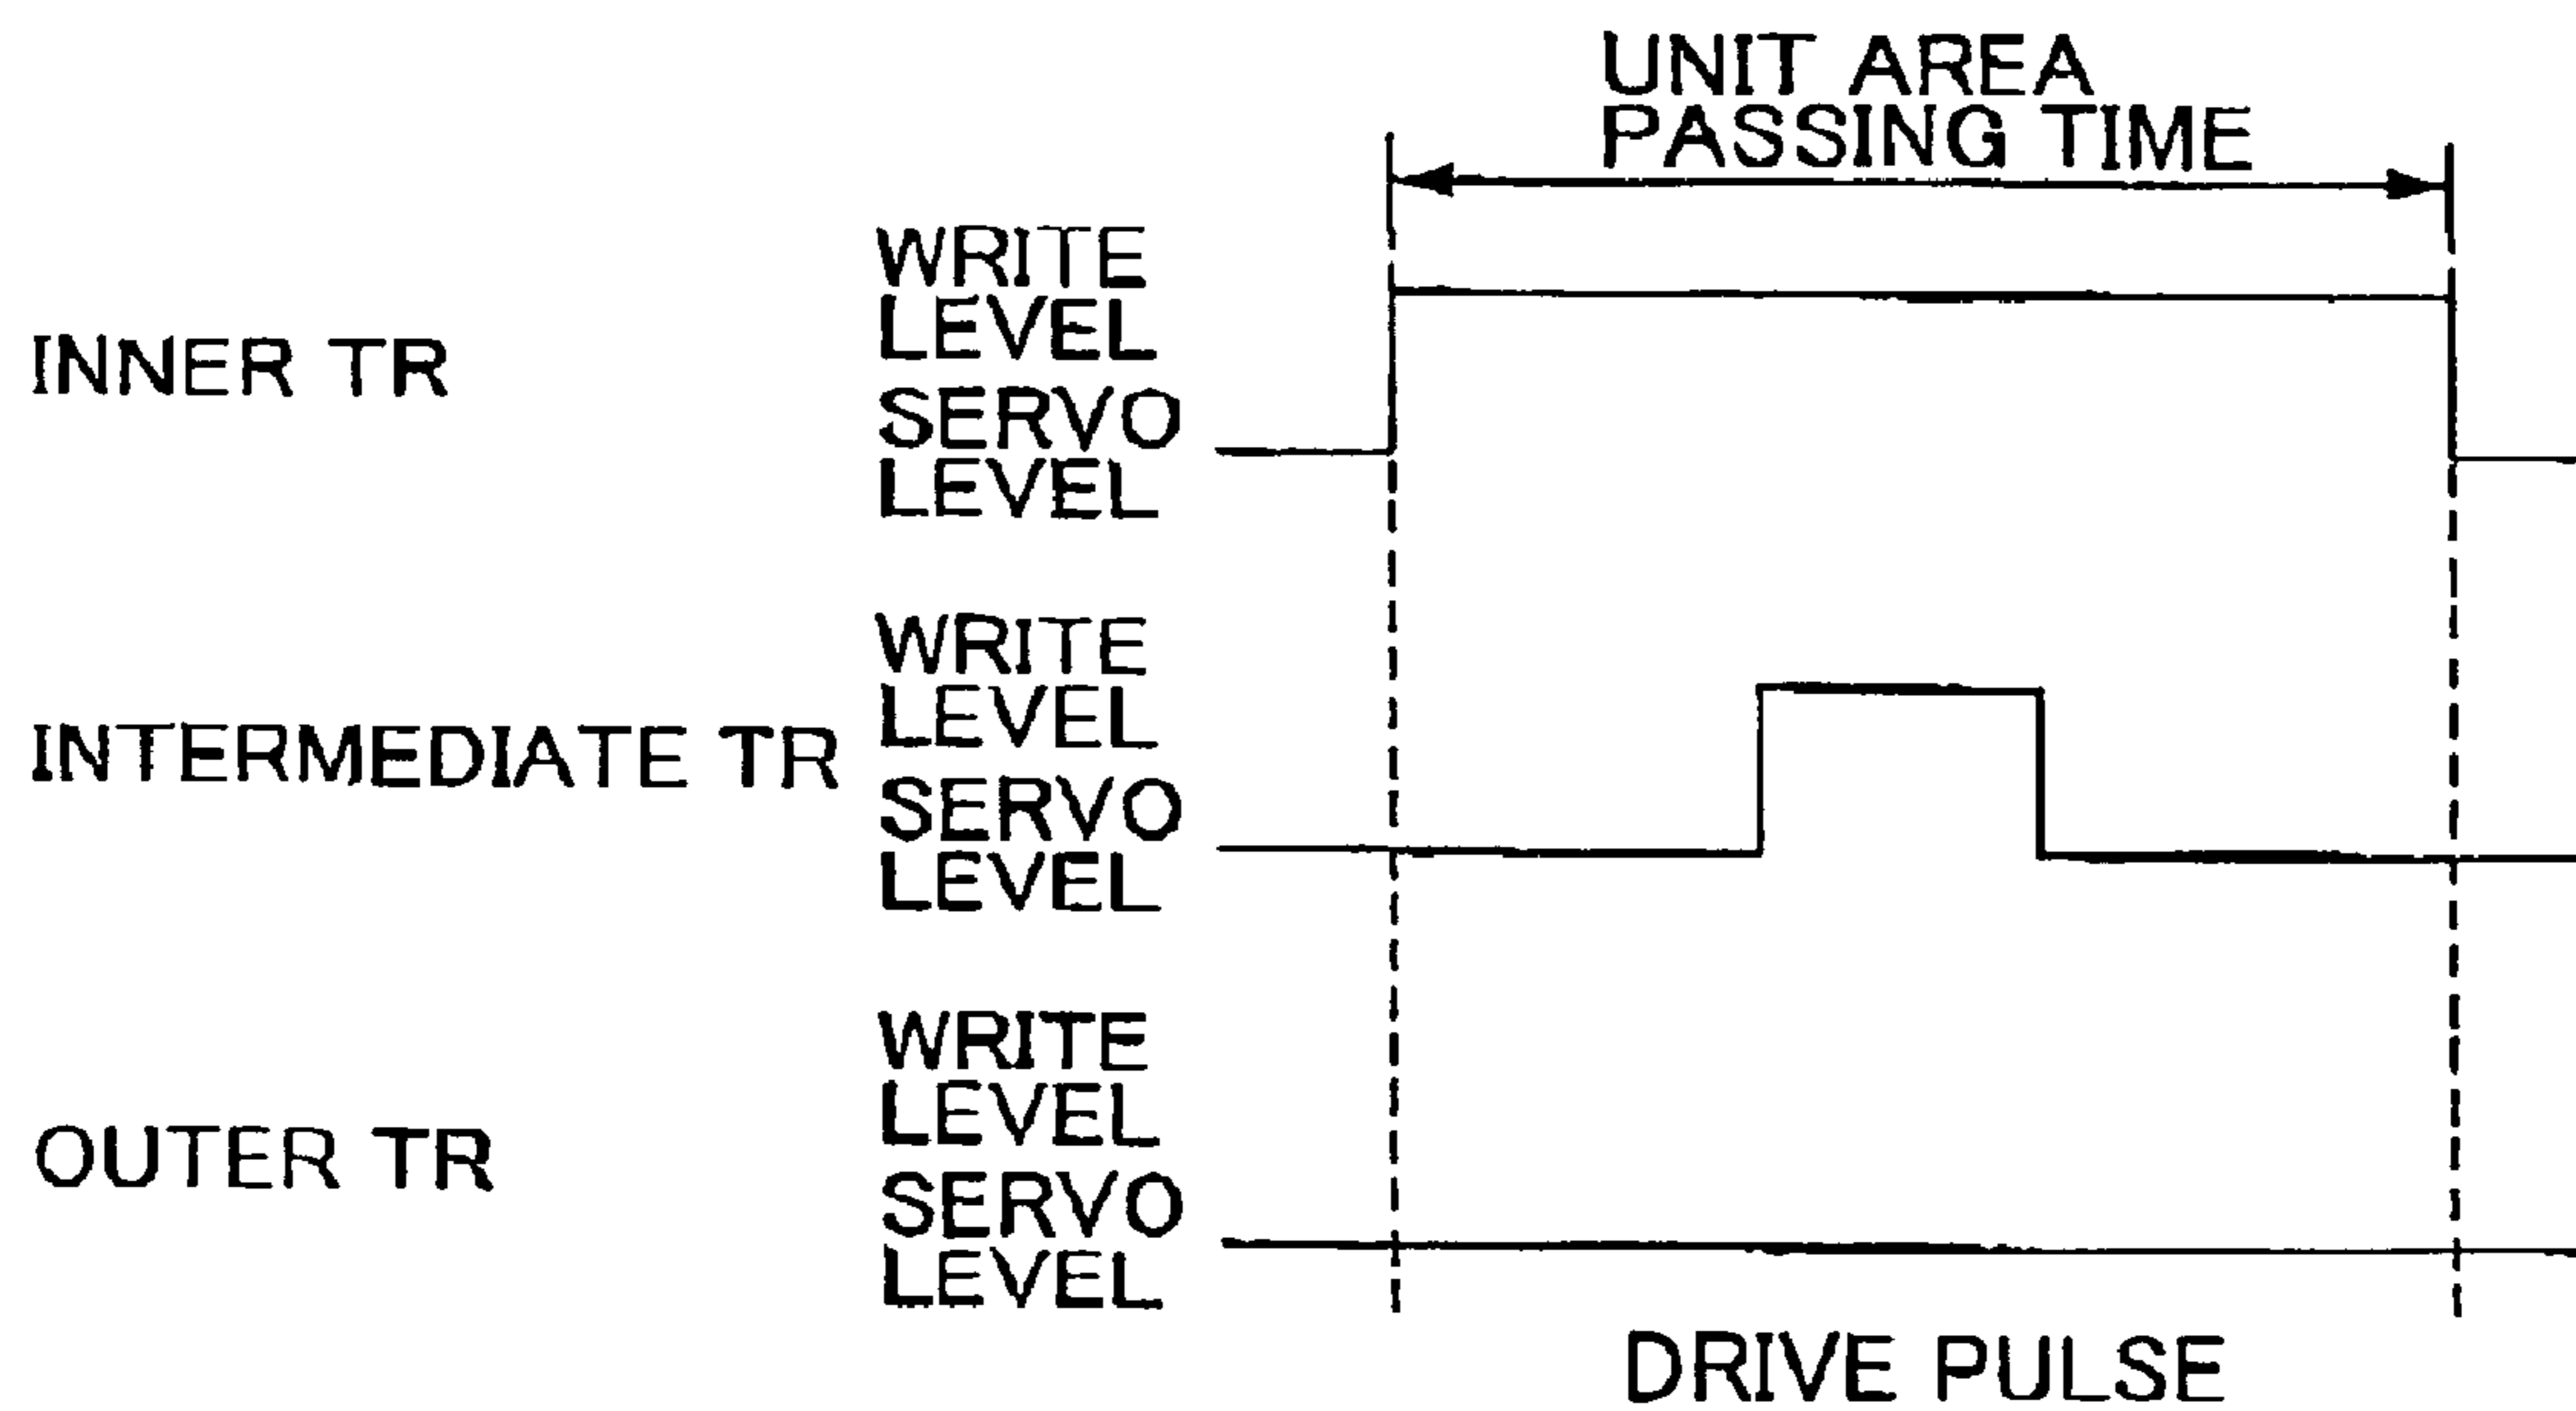 UNIT AREA
PASSING TIME
WRITE
LEVEL
INNER TR
SERVO
LEVEL
WRITE
LEVEL
INTERMEDIATE TR
SERVO
LEVEL
WRITE
LEVEL
OUTER TR
SERVO
LEVEL
DRIVE PULSE